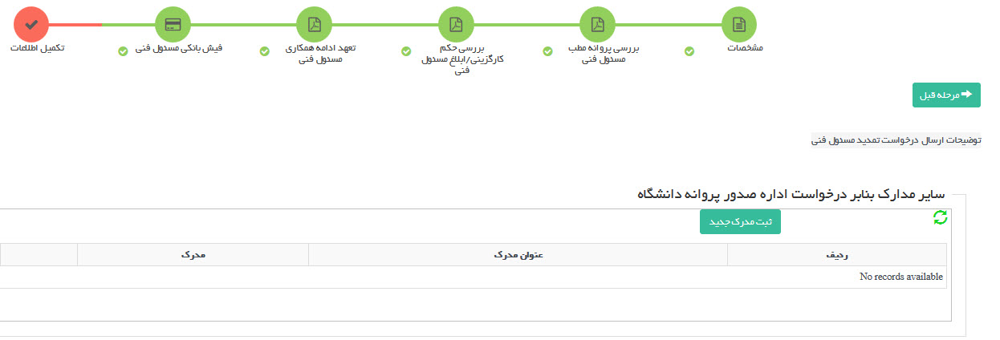 مشخصات
بررسی پروانه مطب
مسئول فنی
بررسی حکم
کارگزینی/ابلاغ مسئول
فنی
تعهد ادامه همکاری
مسئول فنی
فیش بانکی مسئول فنی
تکمیل اطلاعات
مرحله قبل
توضیحات ارسال درخواست تمدید مسئول فنی
سایر مدارک بنابر درخواست اداره صدور پروانه دانشگاه
ثبت مدرک جدید
ردیف عنوان مدرک مدرک
No records available